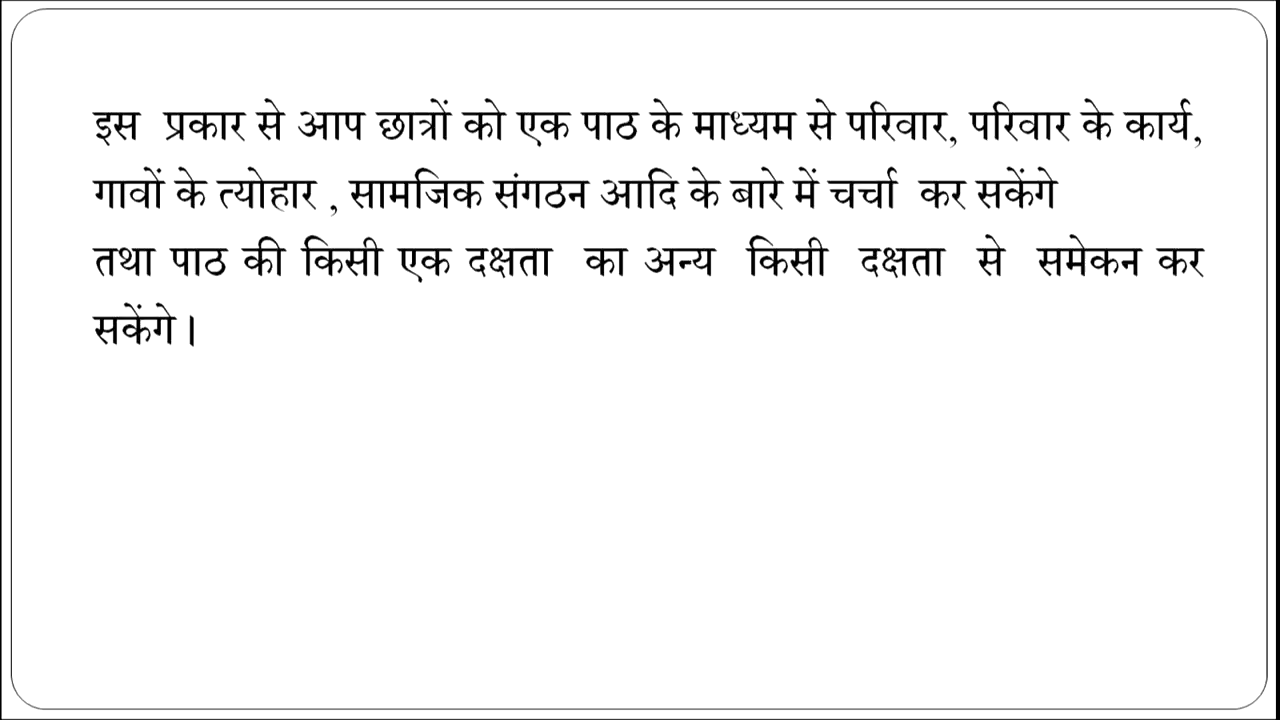 इस प्रकार से आप छात्रों को एक पाठ के माध्यम से परिवार, परिवार के कार्य,
गावों के त्योहार , सामजिक संगठन आदि के बारे में चर्चा कर सकेंगे
तथा पाठ की किसी एक दक्षता का अन्य किसी दक्षता से समेकन कर
सकेंगे।